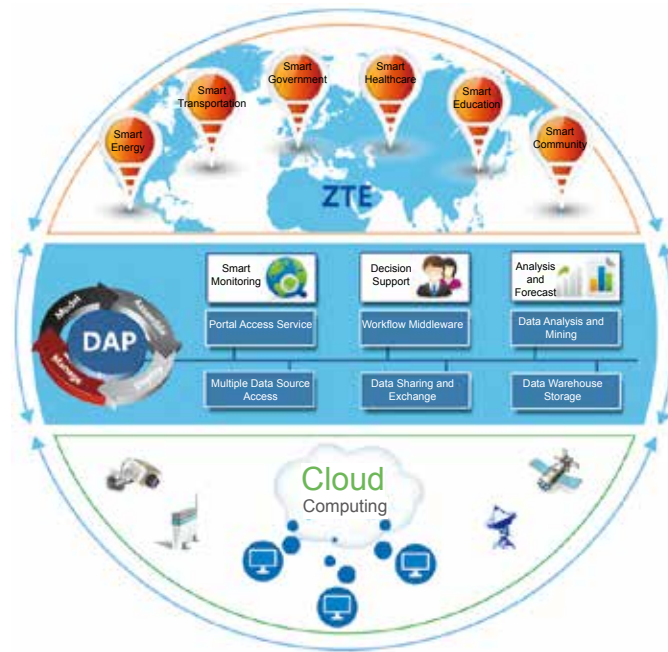 Smart
Government
Smart
Healthcare
Smart
Transportation
Smart
Education
Smart
Energy
Smart
Community
ZTE
Smart
Monitoring
Decision
Support
Analysis
and
Forecast
Model
Assemble
DAP
Manage
Portal Access Service
Workflow Middleware
Data Analysis and
Mining
Multiple Data Source
Access
Data Sharing and
Exchange
Data Warehouse
Storage
Cloud
Computing